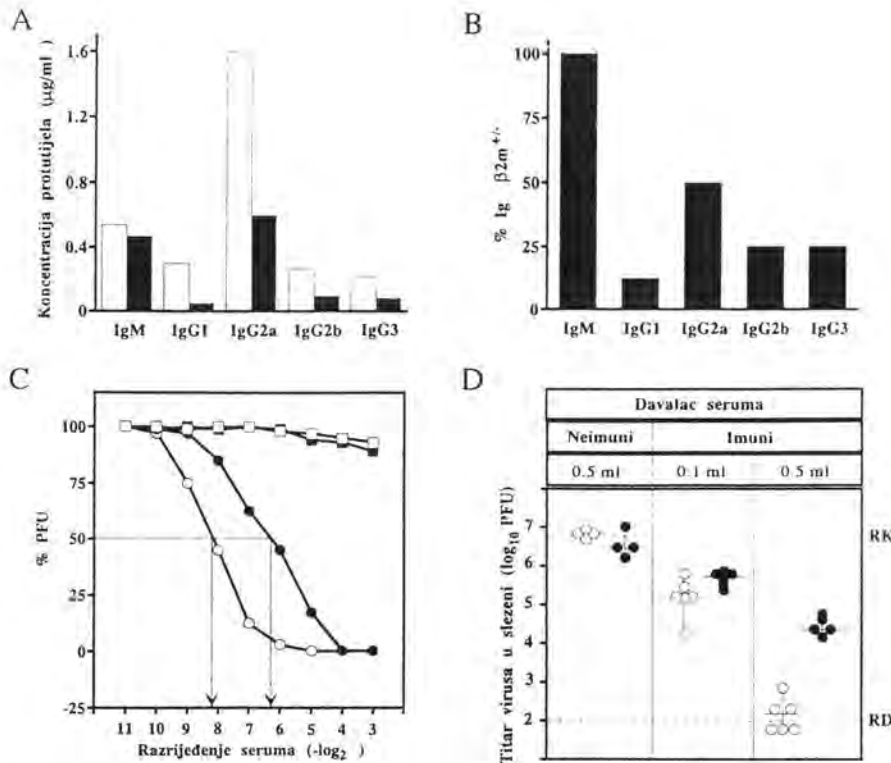 A
Koncentracija protutijela (µg/ml)
1.6
1.2
0.8
0.4
0
IgM IgG1 IgG2a IgG2b IgG3
B
% Ig β2m+/-
100
75
50
25
0
IgM IgG1 IgG2a IgG2b IgG3
C
% PFU
100
75
50
25
0
-25
11 10 9 8 7 6 5 4 3
Razrijeđenje seruma (-log2)
D
Davalac seruma
Neimuni Imuni
0.5 ml 0.1 ml 0.5 ml
Titar virusa u slezeni (log10 PFU)
7
6
5
4
3
2
RK
RD